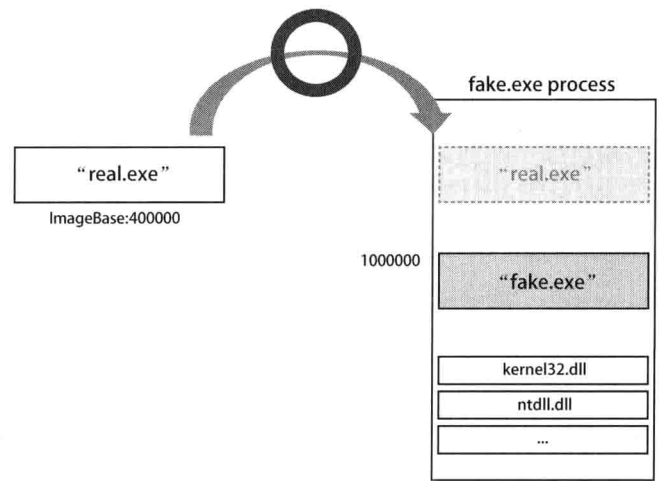 fake.exe process
“real.exe”
ImageBase:400000
“real.exe”
1000000
“fake.exe”
kernel32.dll
ntdll.dll
...